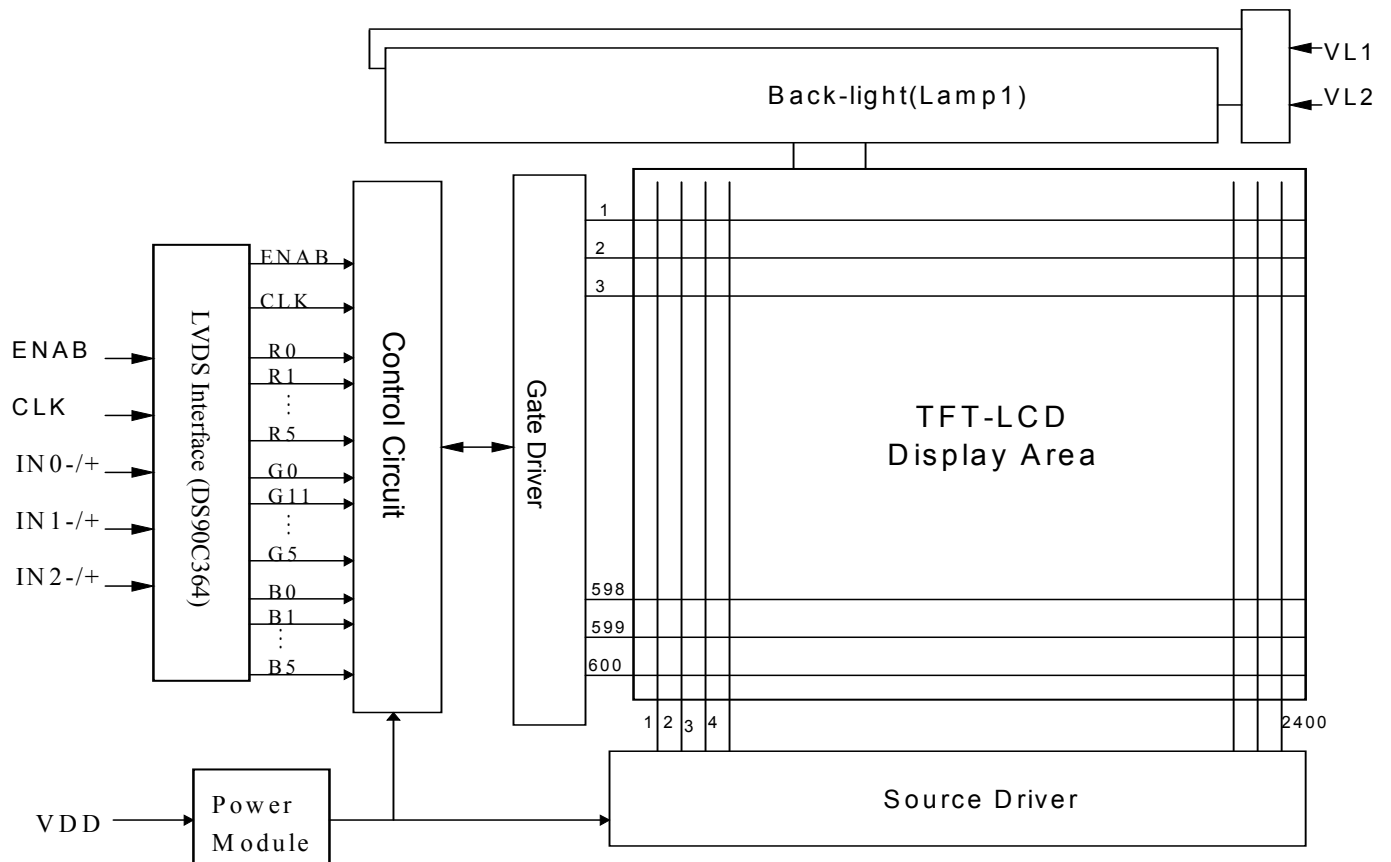 VL1
Back-light(Lamp1)
VL2
1
2
3
ENAB
CLK
R0
R1
R5
G0
G11
G5
B0
B1
B5
ENAB
CLK
IN0-/+
IN1-/+
IN2-/+
LVDS Interface (DS90C364)
Control Circuit
Gate Driver
TFT-LCD
Display Area
598
599
600
1 2 3 4 2400
Source Driver
VDD
Power
Module